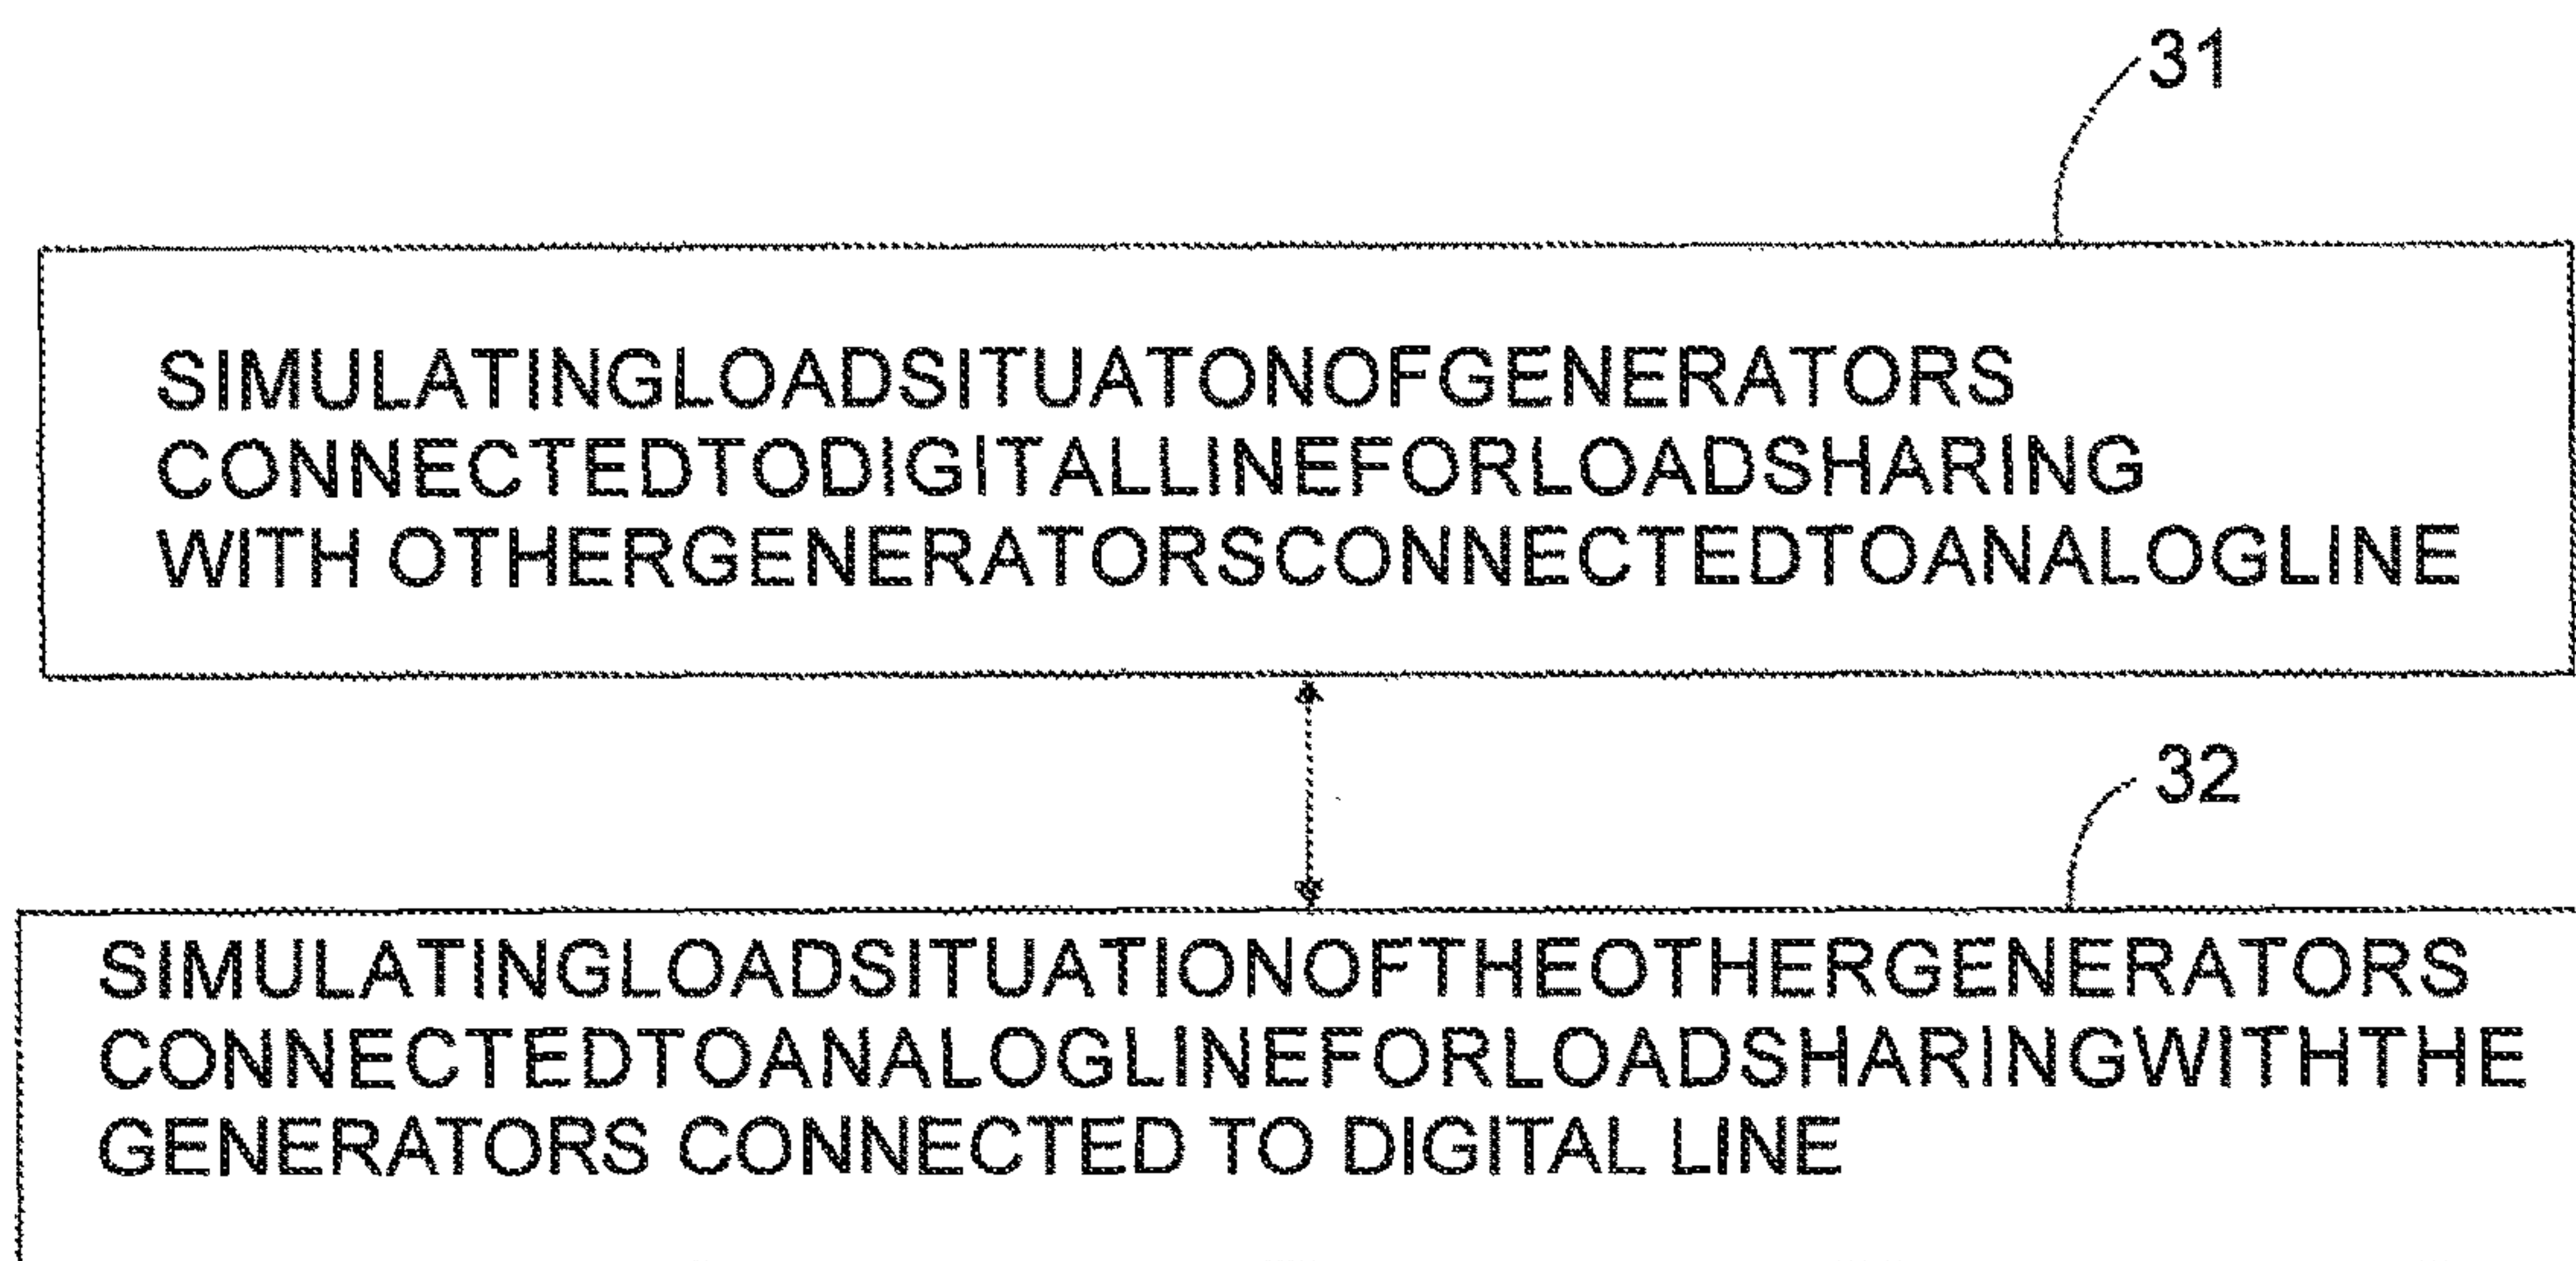 31
SIMULATINGLOADSITUATONOFGENERATORS
CONNECTEDTODIGITALLINEFORLOADSHARING
WITH OTHERGENERATORSCONNECTEDTOANALOGLINE
32
SIMULATINGLOADSITUATIONOFTHEOTHERGENERATORS
CONNECTEDTOANALOGLINEFORLOADSHARINGWITHTHE
GENERATORS CONNECTED TO DIGITAL LINE